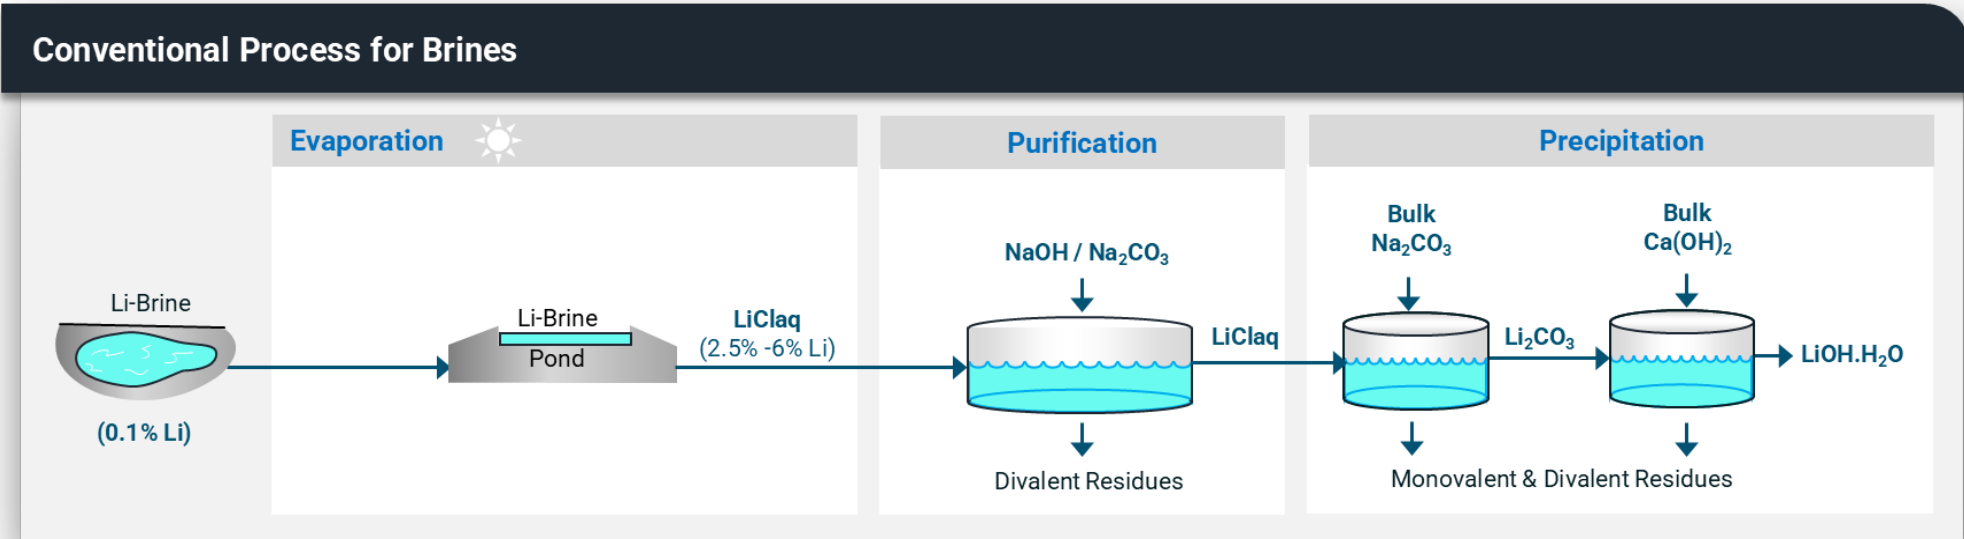 Conventional Process for Brines
Evaporation
Purification
Precipitation
Li-Brine
(0.1% Li)
Li-Brine
Pond
LiClaq
(2.5% -6% Li)
NaOH / Na₂CO₃
Divalent Residues
LiClaq
Bulk
Na₂CO₃
Li₂CO₃
Bulk
Ca(OH)₂
LiOH.H₂O
Monovalent & Divalent Residues